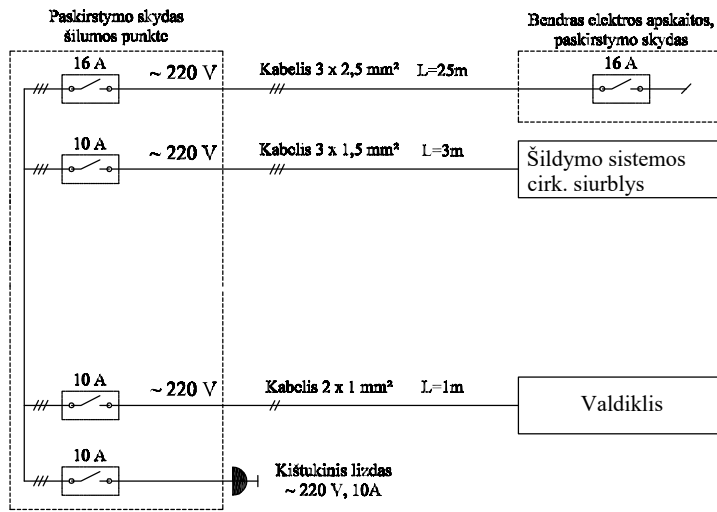 Paskirstymo skydas
šilumos punkte
Bendras elektros apskaitos,
paskirstymo skydas
16 A
~ 220 V
Kabelis 3 x 2,5 mm²
L=25m
16 A
10 A
~ 220 V
Kabelis 3 x 1,5 mm²
L=3m
Šildymo sistemos
cirk. siurblys
10 A
~ 220 V
Kabelis 2 x 1 mm²
L=1m
Valdiklis
10 A
Kištukinis lizdas
~ 220 V, 10A